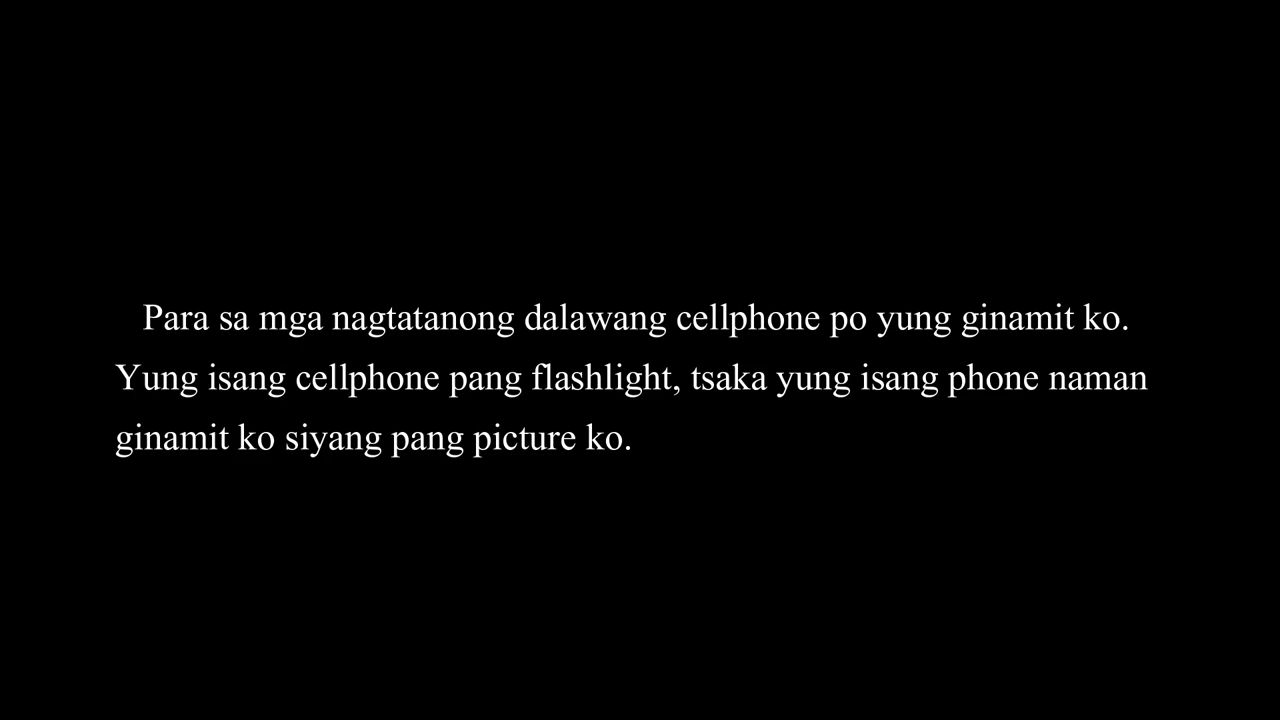 Para sa mga nagtatanong dalawang cellphone po yung ginamit ko.
Yung isang cellphone pang flashlight, tsaka yung isang phone naman
ginamit ko siyang pang picture ko.